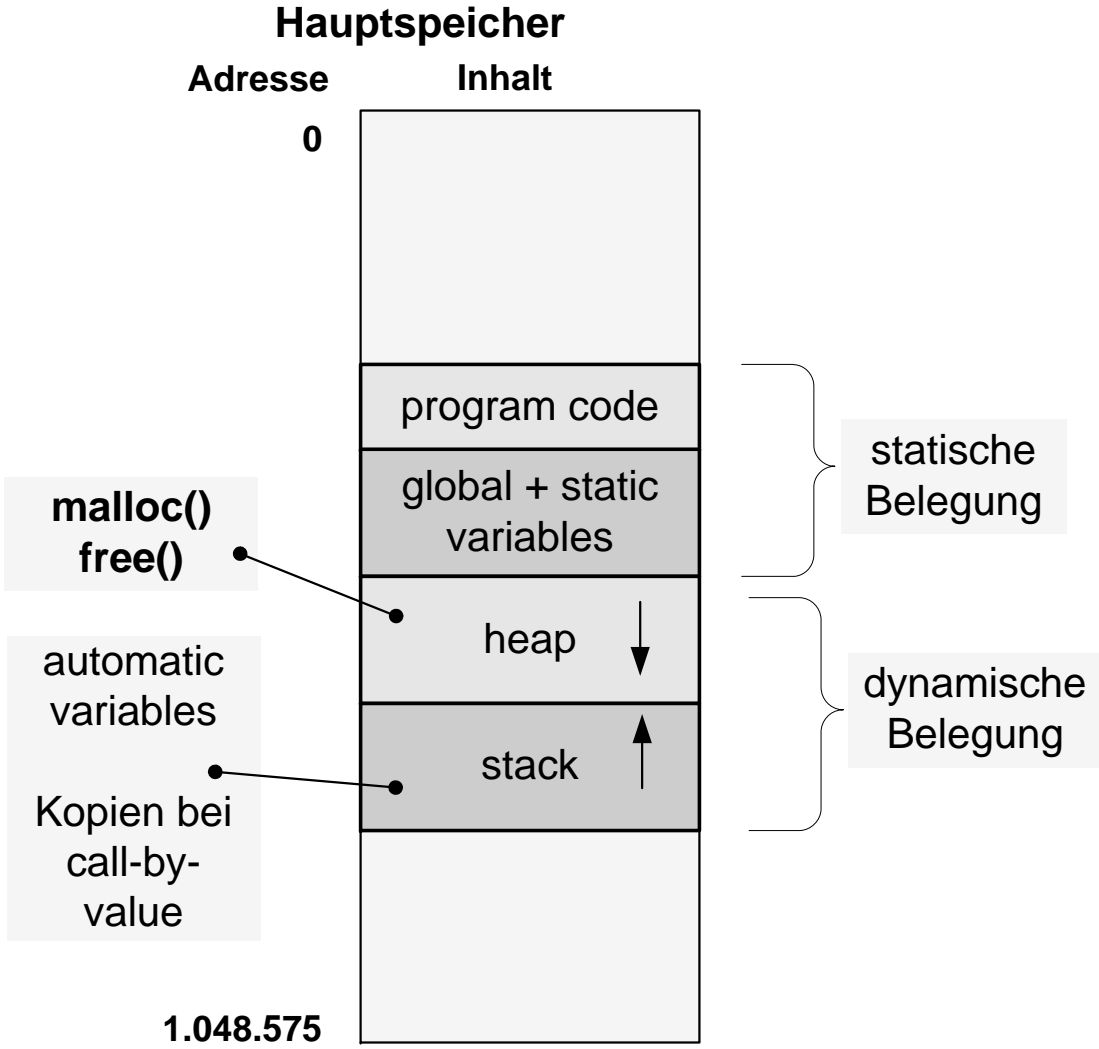 Hauptspeicher
Adresse Inhalt
0
program code
global + static
variables
statische
Belegung
malloc()
free()
heap
automatic
variables
dynamische
Belegung
stack
Kopien bei
call-by-
value
1.048.575